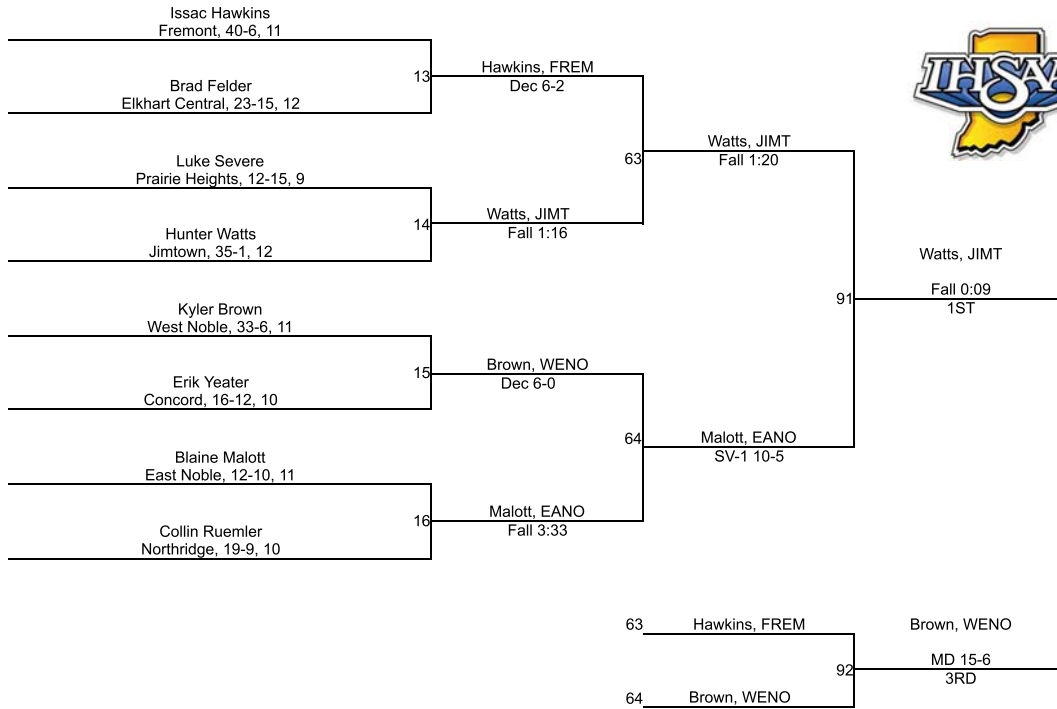 Issac Hawkins
Fremont, 40-6, 11
13
Brad Felder
Elkhart Central, 23-15, 12
Hawkins, FREM
Dec 6-2
63
Luke Severe
Prairie Heights, 12-15, 9
14
Hunter Watts
Jimtown, 35-1, 12
Watts, JIMT
Fall 1:16
Watts, JIMT
Fall 1:20
91
Kyler Brown
West Noble, 33-6, 11
15
Erik Yeater
Concord, 16-12, 10
Brown, WENO
Dec 6-0
64
Blaine Malott
East Noble, 12-10, 11
16
Collin Ruemler
Northridge, 19-9, 10
Malott, EANO
Fall 3:33
Malott, EANO
SV-1 10-5
Watts, JIMT
Fall 0:09
1ST
63
Hawkins, FREM
92
64
Brown, WENO
Brown, WENO
MD 15-6
3RD
IHSAA